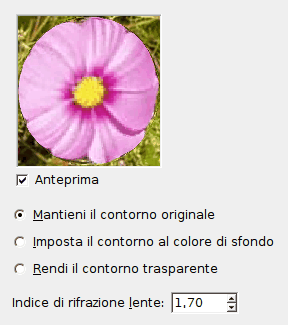 Anteprima
Mantieni il contorno originale
Imposta il contorno al colore di sfondo
Rendi il contorno trasparente
Indice di rifrazione lente: 1,70